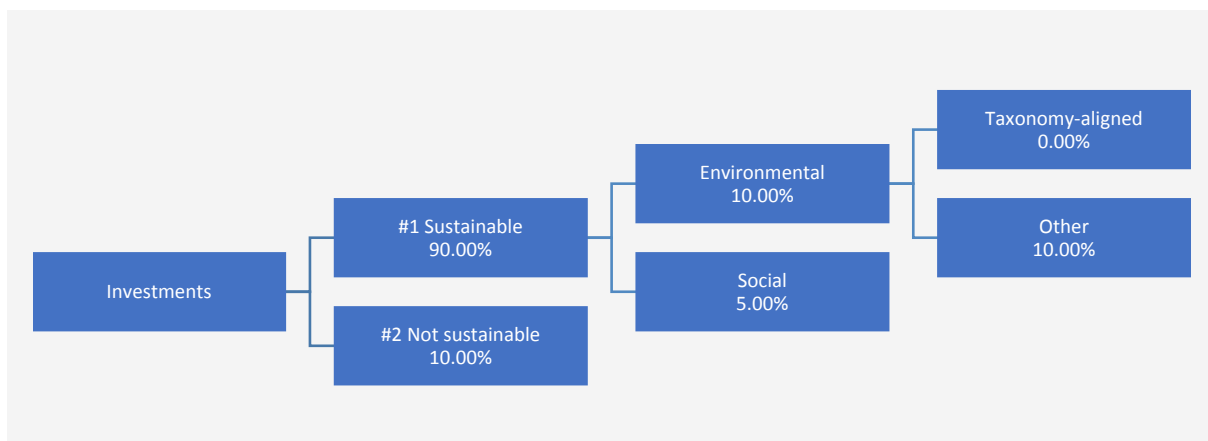 Investments
#1 Sustainable
90.00%
#2 Not sustainable
10.00%
Environmental
10.00%
Social
5.00%
Taxonomy-aligned
0.00%
Other
10.00%